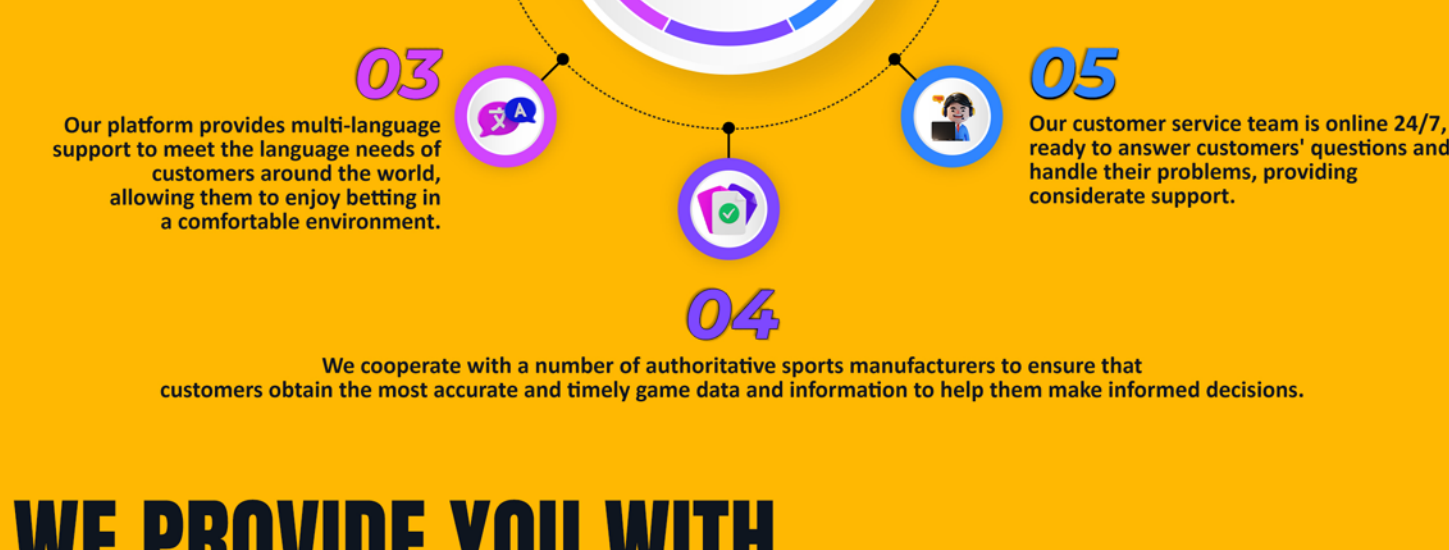 03
Our platform provides multi-language
support to meet the language needs of
customers around the world,
allowing them to enjoy betting in
a comfortable environment.
05
Our customer service team is online 24/7,
ready to answer customers' questions and
handle their problems, providing
considerate support.
04
We cooperate with a number of authoritative sports manufacturers to ensure that
customers obtain the most accurate and timely game data and information to help them make informed decisions.
WE PROVIDE YOU WITH